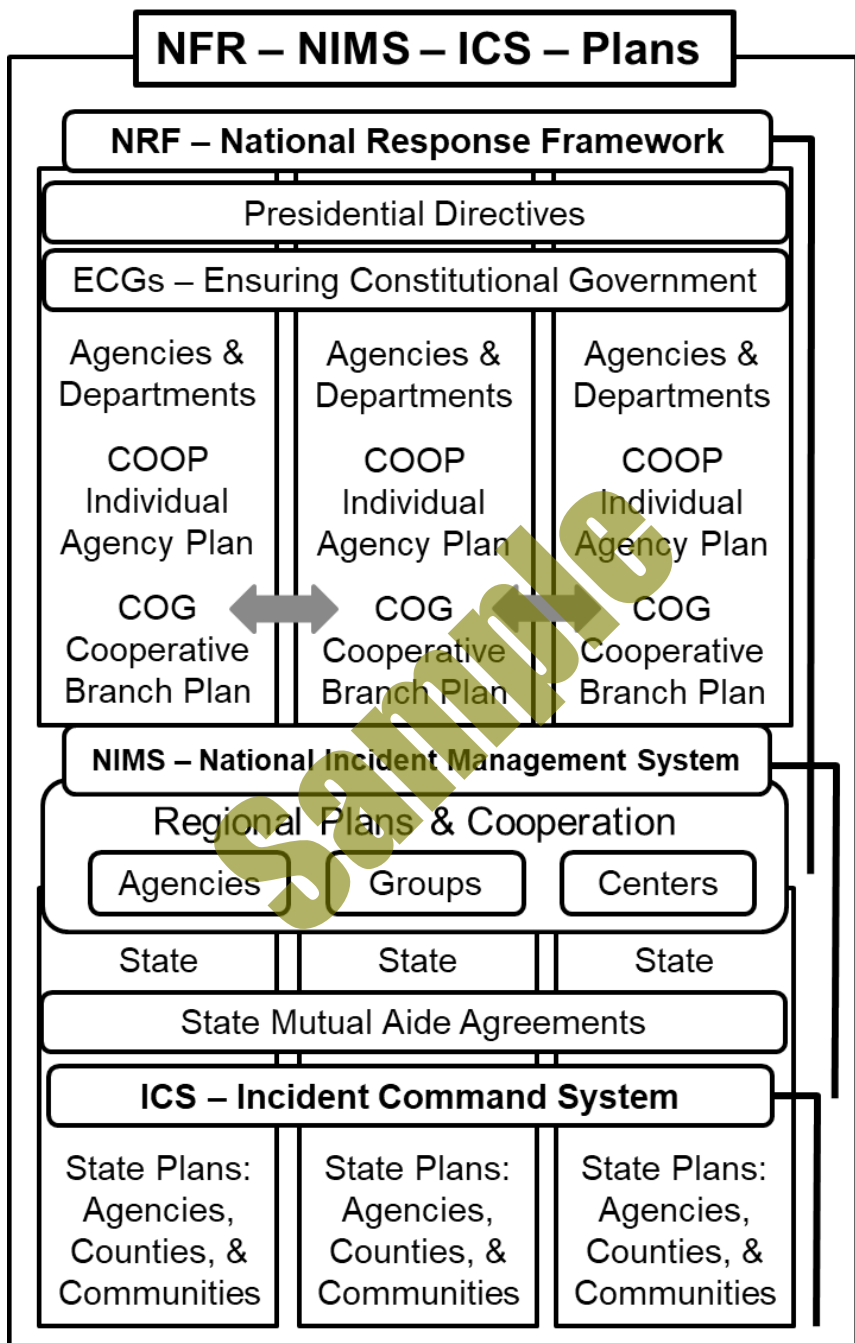 NFR – NIMS – ICS – Plans
NRF – National Response Framework
Presidential Directives
ECGs – Ensuring Constitutional Government
Agencies &
Departments
COOP
Individual
Agency Plan
COG
Cooperative
Branch Plan
Agencies &
Departments
COOP
Individual
Agency Plan
COG
Cooperative
Branch Plan
Agencies &
Departments
COOP
Individual
Agency Plan
COG
Cooperative
Branch Plan
Sample
NIMS – National Incident Management System
Regional Plans & Cooperation
Agencies
Groups
Centers
State
State
State
State Mutual Aide Agreements
ICS – Incident Command System
State Plans:
Agencies,
Counties, &
Communities
State Plans:
Agencies,
Counties, &
Communities
State Plans:
Agencies,
Counties, &
Communities